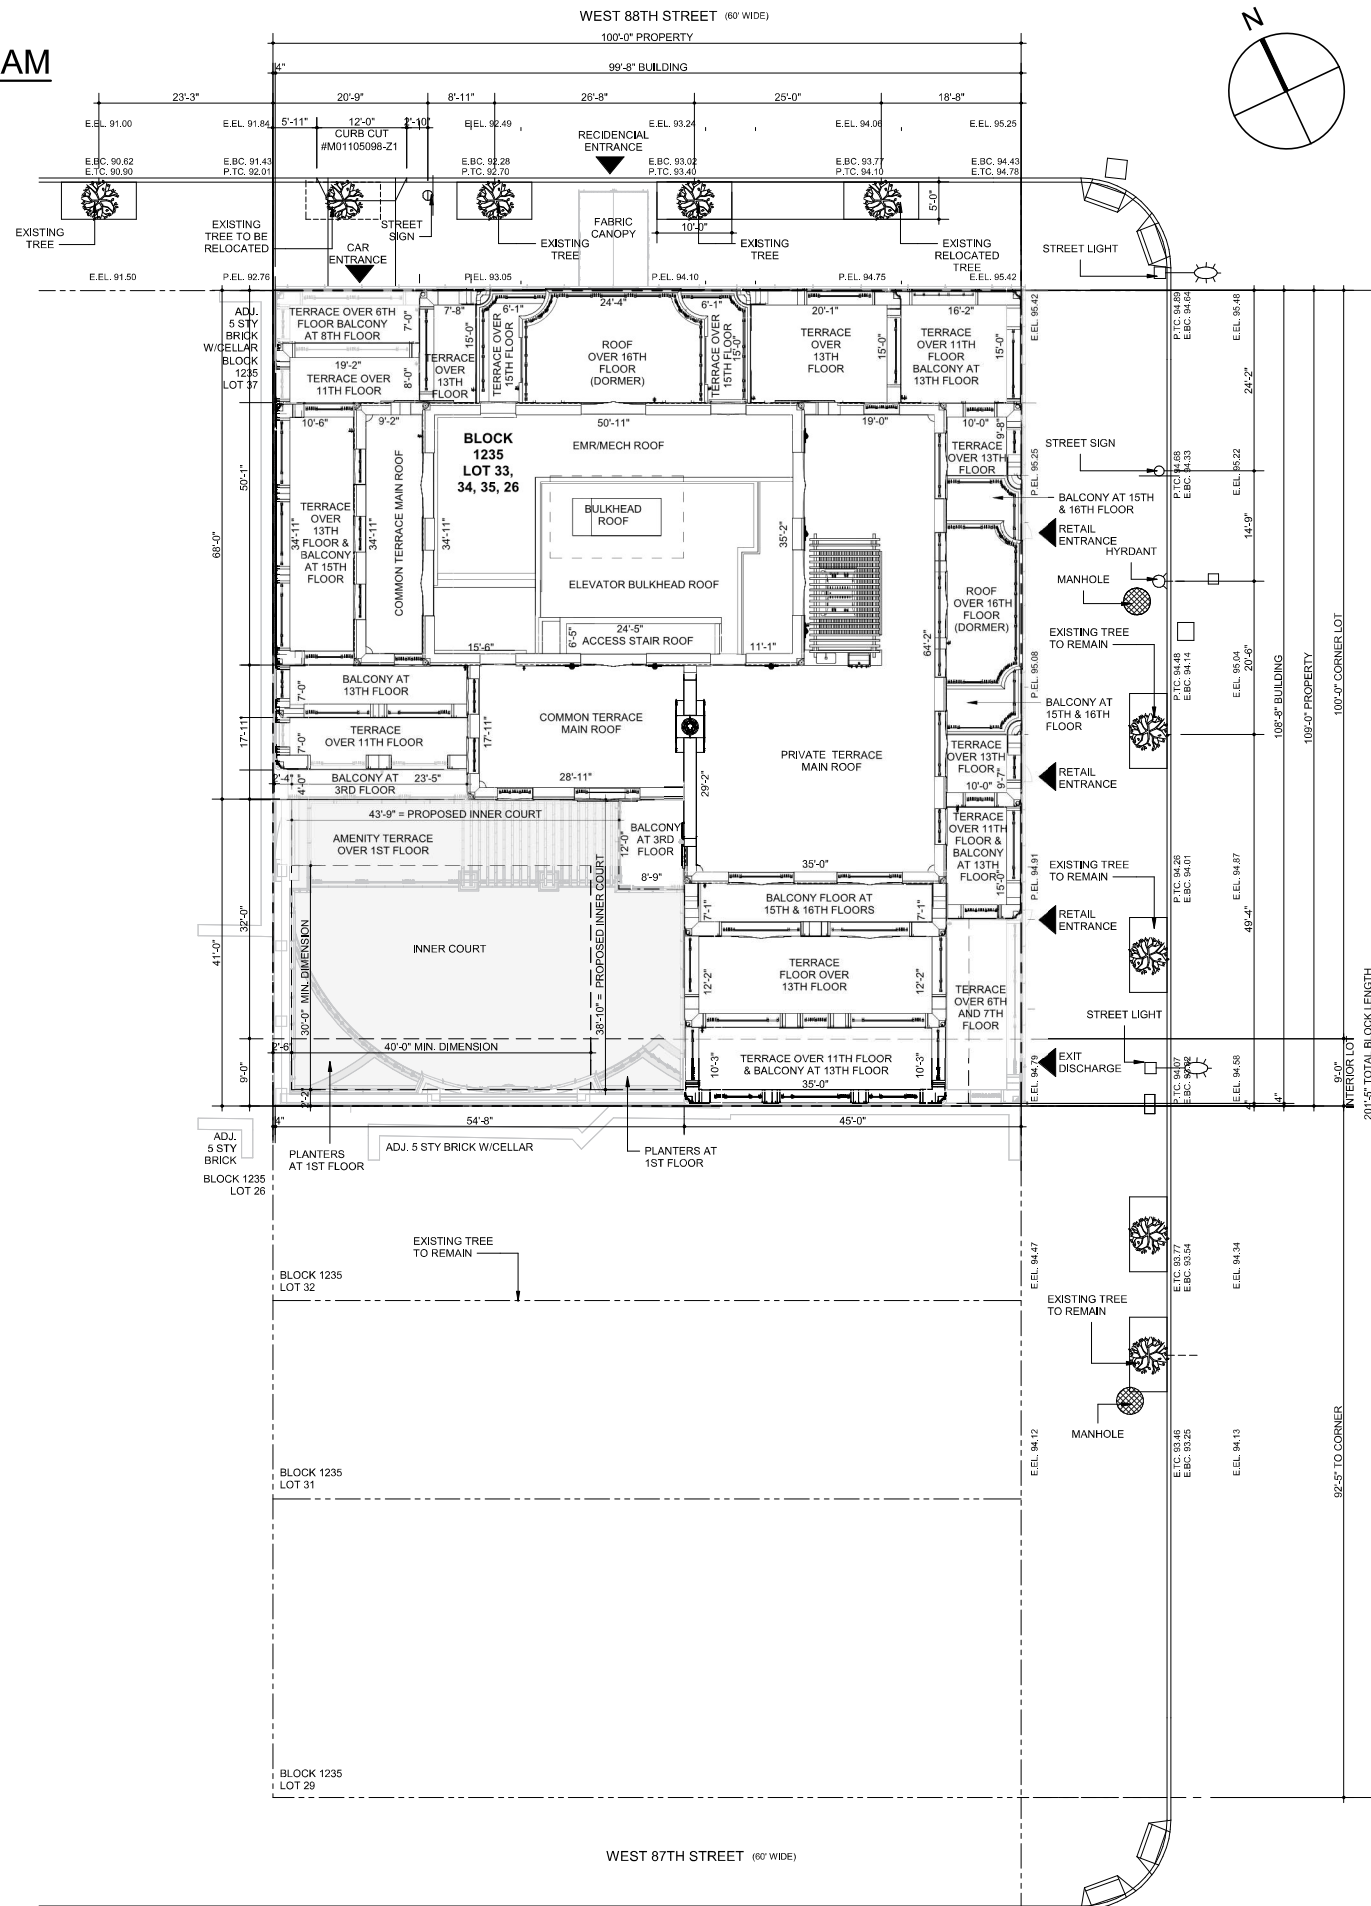 WEST 88TH STREET (60' WIDE)
100'-0" PROPERTY
AM
4"
99'-8" BUILDING
N
23'-3"
20'-9"
8'-11"
26'-8"
25'-0"
18'-8"
E.EL. 91.00
E.EL. 91.84
5'-11"
12'-0"
2'-10"
E.EL. 92.49
E.EL. 93.24
E.EL. 94.06
E.EL. 95.25
CURB CUT
#M01105098-Z1
RECIDENCIAL
ENTRANCE
E.BC. 90.62
E.TC. 90.90
E.BC. 91.43
P.TC. 92.01
E.BC. 92.28
P.TC. 92.70
E.BC. 93.02
P.TC. 93.40
E.BC. 93.77
P.TC. 94.10
E.BC. 94.43
E.TC. 94.78
5'-0"
10'-0"
EXISTING
TREE
EXISTING
TREE TO BE
RELOCATED
STREET
SIGN
CAR
ENTRANCE
EXISTING
TREE
FABRIC
CANOPY
EXISTING
TREE
EXISTING
RELOCATED
TREE
STREET LIGHT
E.EL. 91.50
P.EL. 92.76
P.EL. 93.05
P.EL. 94.10
P.EL. 94.75
E.EL. 95.42
ADJ.
5 STY
BRICK
W/CELLAR
BLOCK
1235
LOT 37
TERRACE OVER 6TH
FLOOR BALCONY
AT 8TH FLOOR
7'-0"
19'-2"
TERRACE OVER
11TH FLOOR
8'-0"
7'-8"
15'-0"
TERRACE
OVER
13TH
FLOOR
6'-1"
TERRACE OVER
15TH FLOOR
24'-4"
ROOF
OVER 16TH
FLOOR
(DORMER)
6'-1"
TERRACE OVER
15TH FLOOR
15'-0"
20'-1"
TERRACE
OVER
13TH
FLOOR
15'-0"
16'-2"
TERRACE
OVER 11TH
FLOOR
BALCONY AT
13TH FLOOR
15'-0"
E.EL. 95.42
P.TC. 94.89
E.BC. 94.64
E.EL. 95.48
24'-2"
10'-6"
9'-2"
50'-11"
19'-0"
10'-0"
9'-8"
TERRACE
OVER 13TH
FLOOR
BLOCK
1235
LOT 33,
34, 35, 26
EMR/MECH ROOF
STREET SIGN
50'-1"
68'-0"
TERRACE
OVER
13TH
FLOOR &
BALCONY
AT 15TH
FLOOR
34'-11"
34'-11"
COMMON TERRACE MAIN ROOF
34'-11"
BULKHEAD
ROOF
35'-2"
ELEVATOR BULKHEAD ROOF
24'-5"
6'-5"
ACCESS STAIR ROOF
15'-6"
11'-1"
P.EL. 95.25
P.TC. 94.68
E.BC. 94.33
E.EL. 95.22
BALCONY AT 15TH
& 16TH FLOOR
RETAIL
ENTRANCE
14'-9"
HYRDANT
MANHOLE
ROOF
OVER 16TH
FLOOR
(DORMER)
64'-2"
EXISTING TREE
TO REMAIN
P.EL. 95.08
P.TC. 94.48
E.BC. 94.14
E.EL. 95.04
20'-6"
108'-8" BUILDING
109'-0" PROPERTY
100'-0" CORNER LOT
BALCONY AT
13TH FLOOR
7'-0"
TERRACE
OVER 11TH FLOOR
7'-0"
17'-11"
17'-11"
COMMON TERRACE
MAIN ROOF
28'-11"
PRIVATE TERRACE
MAIN ROOF
29'-2"
BALCONY AT
15TH & 16TH
FLOOR
TERRACE
OVER 13TH
FLOOR
10'-0"
9'-7"
RETAIL
ENTRANCE
2'-4"
4'-0"
BALCONY AT
3RD FLOOR
23'-5"
43'-9" = PROPOSED INNER COURT
AMENITY TERRACE
OVER 1ST FLOOR
BALCONY
AT 3RD
FLOOR
12'-0"
8'-9"
TERRACE
OVER 11TH
FLOOR &
BALCONY
AT 13TH
FLOOR
15'-0"
35'-0"
P.EL. 94.91
P.TC. 94.26
E.BC. 94.01
E.EL. 94.87
EXISTING TREE
TO REMAIN
7'-1"
BALCONY FLOOR AT
15TH & 16TH FLOORS
7'-1"
RETAIL
ENTRANCE
49'-4"
32'-0"
41'-0"
INNER COURT
30'-0" MIN. DIMENSION
38'-10" = PROPOSED INNER COURT
12'-2"
TERRACE
FLOOR OVER
13TH FLOOR
12'-2"
TERRACE
OVER 6TH
AND 7TH
FLOOR
STREET LIGHT
2'-6"
40'-0" MIN. DIMENSION
9'-0"
2'-2"
10'-3"
TERRACE OVER 11TH FLOOR
& BALCONY AT 13TH FLOOR
35'-0"
10'-3"
EXIT
DISCHARGE
E.EL. 94.79
P.TC. 94.07
E.EL. 94.58
4"
9'-0"
INTERIOR LOT
201'-5" TOTAL BLOCK LENGTH
4"
54'-8"
45'-0"
ADJ.
5 STY
BRICK
PLANTERS
AT 1ST FLOOR
ADJ. 5 STY BRICK W/CELLAR
PLANTERS AT
1ST FLOOR
BLOCK 1235
LOT 26
EXISTING TREE
TO REMAIN
E.EL. 94.47
E.TC. 93.77
E.BC. 93.54
E.EL. 94.34
BLOCK 1235
LOT 32
EXISTING TREE
TO REMAIN
MANHOLE
E.EL. 94.12
E.TC. 93.46
E.BC. 93.25
E.EL. 94.13
92'-5" TO CORNER
BLOCK 1235
LOT 31
BLOCK 1235
LOT 29
WEST 87TH STREET (60' WIDE)